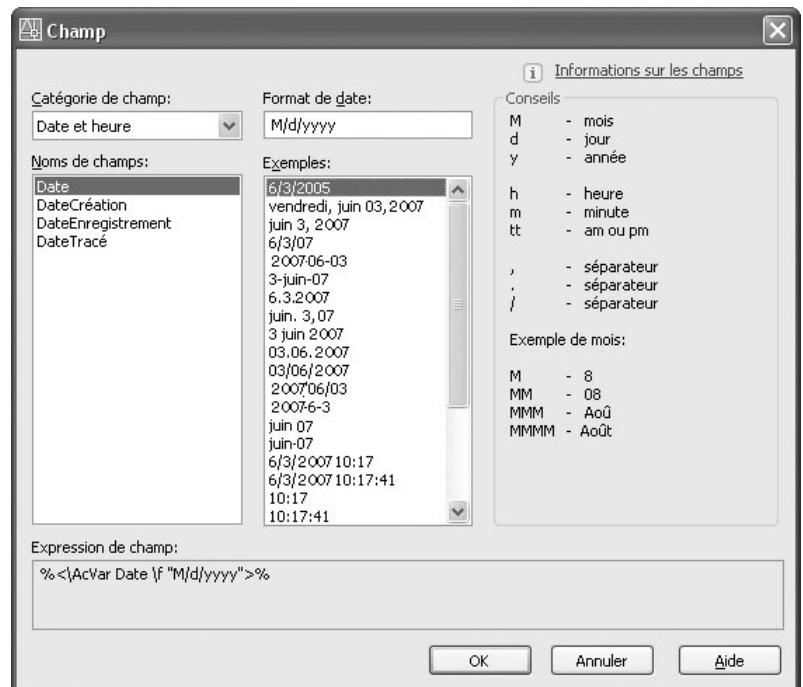 Champ
Informations sur les champs
Catégorie de champ:
Date et heure
Noms de champs:
Date
DateCréation
DateEnregistrement
DateTracé
Format de date:
M/d/yyyy
Exemples:
6/3/2005
vendredi, juin 03,2007
juin 3, 2007
6/3/07
2007-06-03
3-juin-07
6.3.2007
juin. 3,07
3 juin 2007
03.06.2007
03/06/2007
2007/06/03
2007-6-3
juin 07
juin-07
6/3/2007 10:17
6/3/2007 10:17:41
10:17
10:17:41
Conseils
M - mois
d - jour
y - année
h - heure
m - minute
tt - am ou pm
, - séparateur
. - séparateur
/ - séparateur
Exemple de mois:
M - 8
MM - 08
MMM - Aoû
MMMM - Août
Expression de champ:
%<\AcVar Date \f "M/d/yyyy">%
OK
Annuler
Aide